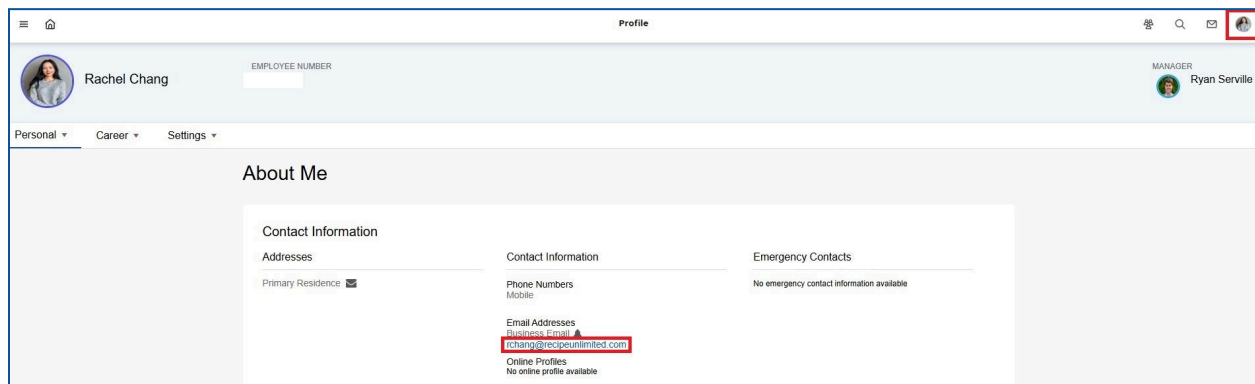 Profile
Rachel Chang
EMPLOYEE NUMBER
MANAGER
Ryan Serville
Personal
Career
Settings
About Me
Contact Information
Addresses
Contact Information
Emergency Contacts
Primary Residence
Phone Numbers
Mobile
No emergency contact information available
Email Addresses
Business Email
rchang@recipeunlimited.com
Online Profiles
No online profile available